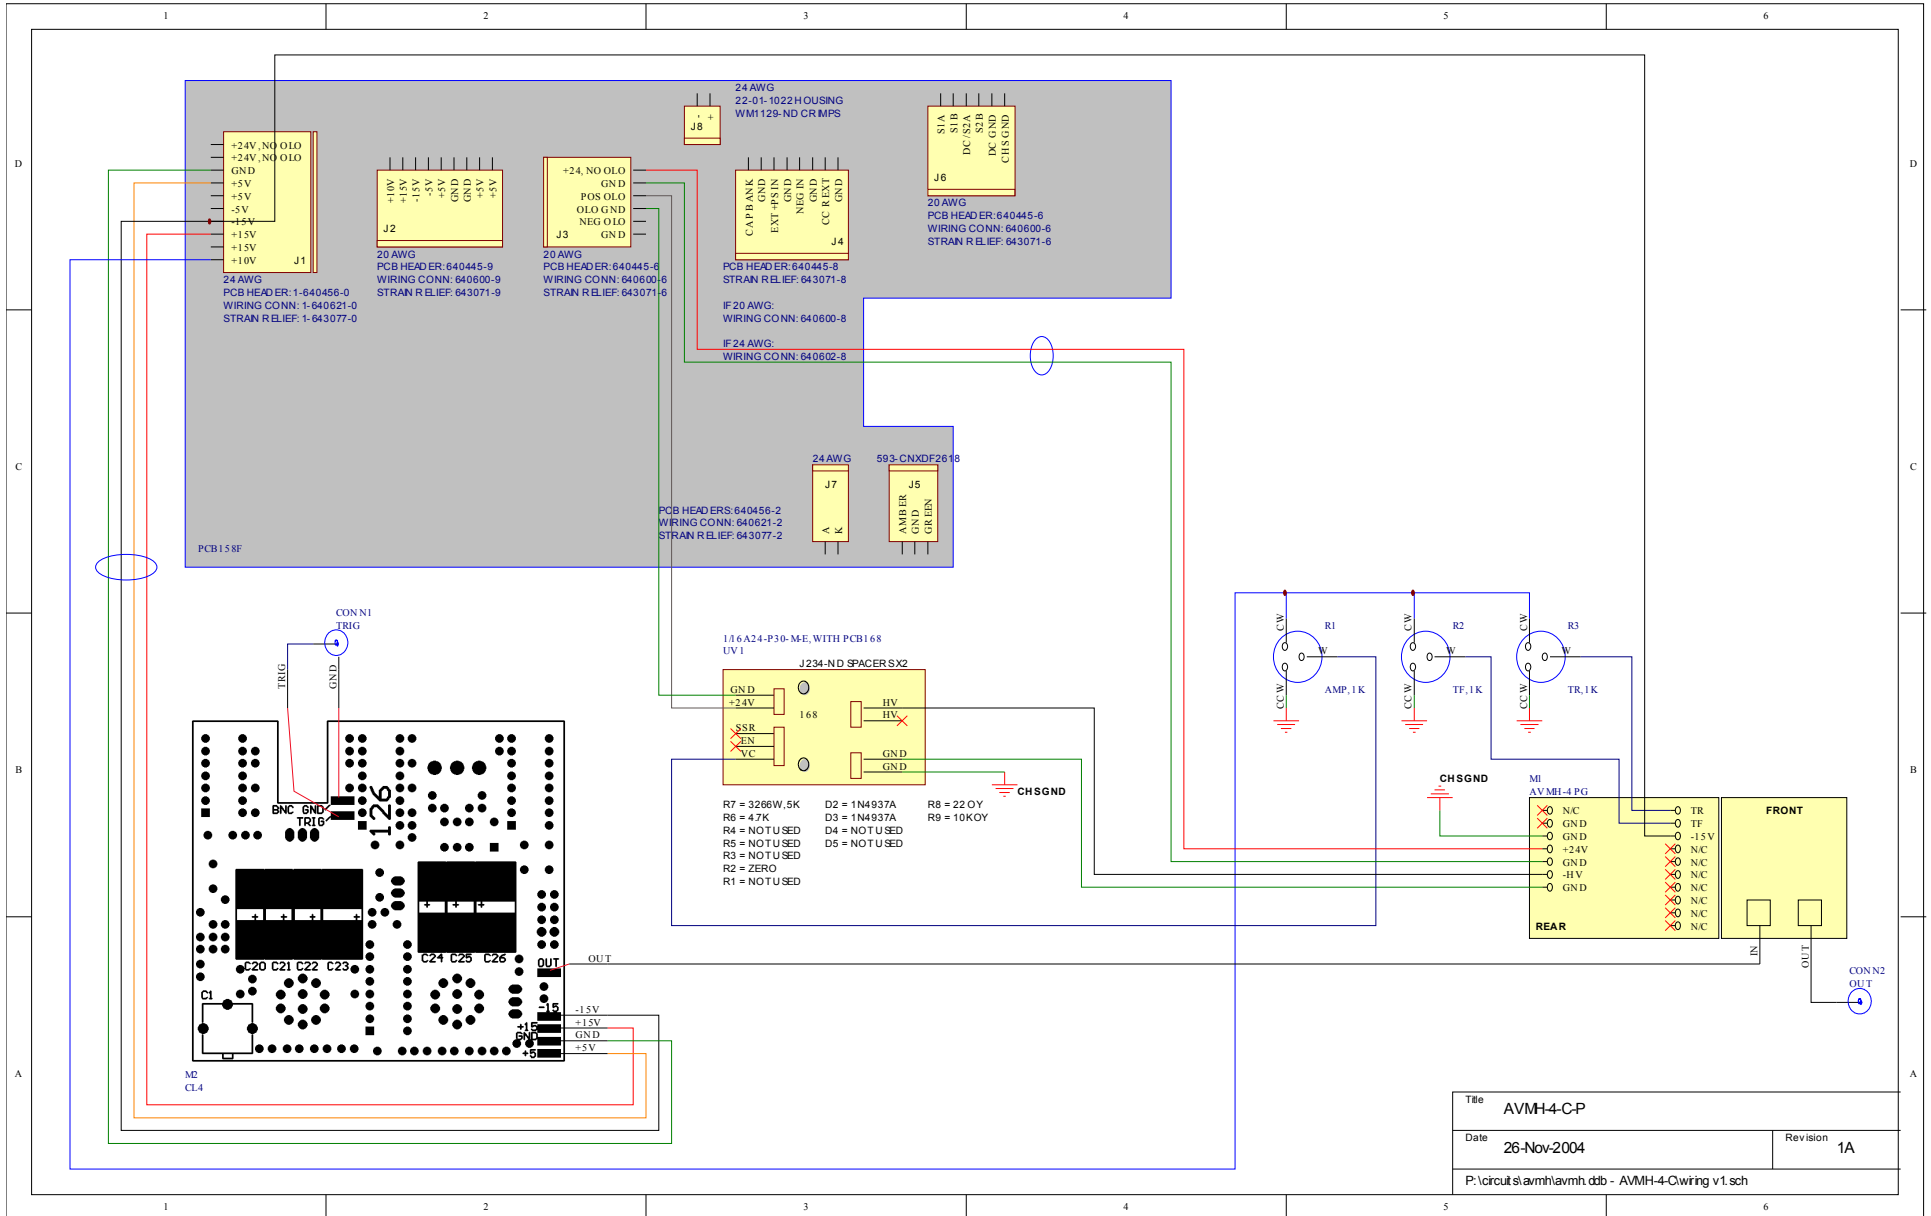 1 2 3 4 5 6
D
D
24 AWG
22-01-1022 HOUSING
WM1129-ND CRIMPS
- +
J8
S1A
S1B
DC/S2A
S2B
DC GND
CHSGND
J6
20 AWG
PCB HEADER: 640445-6
WIRING CONN: 640600-6
STRAIN RELIEF: 643071-6
+24V, NO OLO
+24V, NO OLO
GND
+5V
+5V
-5V
-15V
+15V
+15V
+10V
J1
24 AWG
PCB HEADER: 1-640456-0
WIRING CONN: 1-640621-0
STRAIN RELIEF: 1-643077-0
+10V
+15V
-15V
-5V
+5V
GND
GND
+5V
+5V
J2
20 AWG
PCB HEADER: 640445-9
WIRING CONN: 640600-9
STRAIN RELIEF: 643071-9
+24, NO OLO
GND
POS OLO
OLO GND
NEG OLO
GND
J3
20 AWG
PCB HEADER: 640445-6
WIRING CONN: 640600-6
STRAIN RELIEF: 643071-6
CAPBANK
GND
EXT +PS IN
GND
NEG IN
GND
CC R EXT
GND
J4
PCB HEADER: 640445-8
STRAIN RELIEF: 643071-8
IF 20 AWG:
WIRING CONN: 640600-8
IF 24 AWG:
WIRING CONN: 640602-8
C
C
24 AWG
J7
A
K
593-CNXDF2618
J5
AMBER
GND
GREEN
PCB HEADERS: 640456-2
WIRING CONN: 640621-2
STRAIN RELIEF: 643077-2
PCB158F
CONN1
TRIG
TRIG
GND
1/16A24-P30-M-E, WITH PCB168
UV1
J234-ND SPACERS X2
GND
+24V
168
SSR
EN
VC
HV
HV
GND
GND
CHSGND
R7 = 3266W, 5K
R6 = 4.7K
R4 = NOT USED
R5 = NOT USED
R3 = NOT USED
R2 = ZERO
R1 = NOT USED
D2 = 1N4937A
D3 = 1N4937A
D4 = NOT USED
D5 = NOT USED
R8 = 22 OY
R9 = 10KOY
CW
R1
W
CCW
AMP, 1K
CW
R2
W
CCW
TF, 1K
CW
R3
W
CCW
TR, 1K
B
B
CHSGND
M1
AVMH-4 PG
N/C
GND
GND
+24V
GND
-HV
GND
REAR
TR
TF
-15V
N/C
N/C
N/C
N/C
N/C
N/C
N/C
FRONT
IN
OUT
CONN2
OUT
BNC GND
TRIG
126
+ + + +
C20 C21 C22 C23
+ + +
C24 C25 C26
C1
OUT
-15
+15
GND
+5
OUT
-15V
+15V
GND
+5V
M2
CL4
A
A
Title
AVMH-4-C-P
Date
26-Nov-2004
Revision
1A
P:\circuits\avmh\avmh.ddb - AVMH-4-C\wiring v1.sch
1 2 3 4 5 6